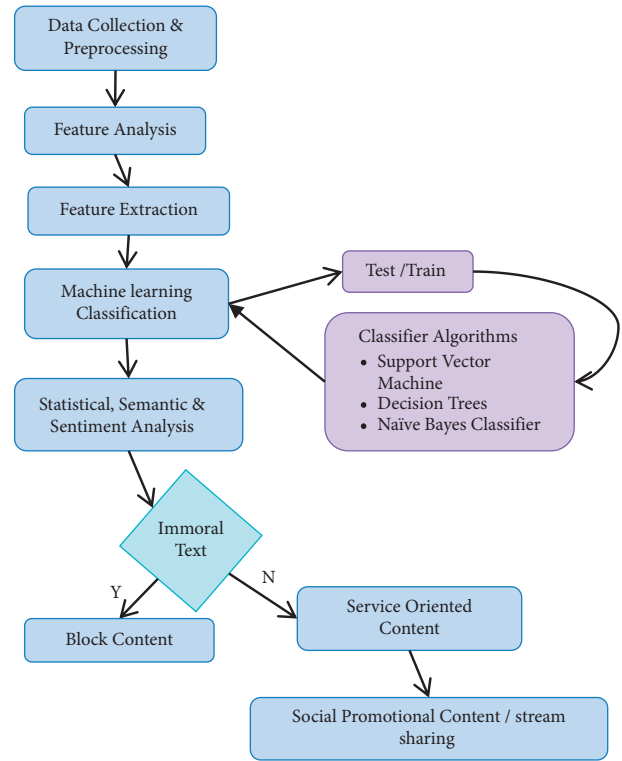 Data Collection &
Preprocessing
Feature Analysis
Feature Extraction
Machine learning
Classification
Test /Train
Classifier Algorithms
• Support Vector
Machine
• Decision Trees
• Naïve Bayes Classifier
Statistical, Semantic &
Sentiment Analysis
Immoral
Text
Y
N
Block Content
Service Oriented
Content
Social Promotional Content / stream
sharing